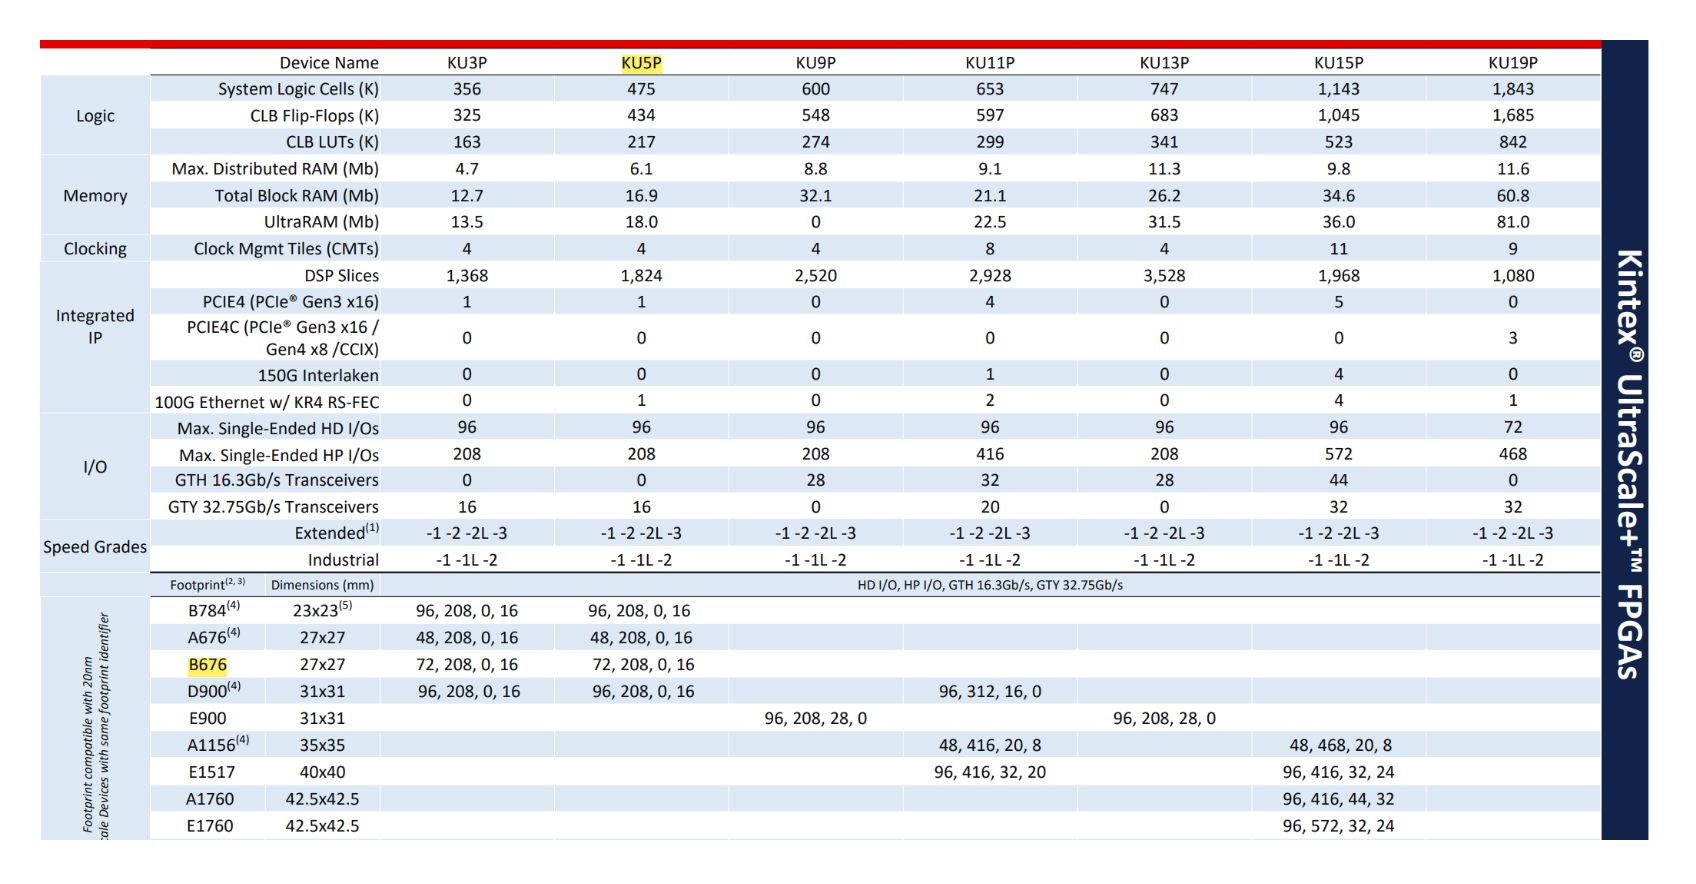 Device Name KU3P KU5P KU9P KU11P KU13P KU15P KU19P
Logic
System Logic Cells (K) 356 475 600 653 747 1,143 1,843
CLB Flip-Flops (K) 325 434 548 597 683 1,045 1,685
CLB LUTs (K) 163 217 274 299 341 523 842
Memory
Max. Distributed RAM (Mb) 4.7 6.1 8.8 9.1 11.3 9.8 11.6
Total Block RAM (Mb) 12.7 16.9 32.1 21.1 26.2 34.6 60.8
UltraRAM (Mb) 13.5 18.0 0 22.5 31.5 36.0 81.0
Clocking Clock Mgmt Tiles (CMTs) 4 4 4 8 4 11 9
Integrated
IP
DSP Slices 1,368 1,824 2,520 2,928 3,528 1,968 1,080
PCIE4 (PCIe® Gen3 x16) 1 1 0 4 0 5 0
PCIE4C (PCIe® Gen3 x16 /
Gen4 x8 /CCIX) 0 0 0 0 0 0 3
150G Interlaken 0 0 0 1 0 4 0
100G Ethernet w/ KR4 RS-FEC 0 1 0 2 0 4 1
I/O
Max. Single-Ended HD I/Os 96 96 96 96 96 96 72
Max. Single-Ended HP I/Os 208 208 208 416 208 572 468
GTH 16.3Gb/s Transceivers 0 0 28 32 28 44 0
GTY 32.75Gb/s Transceivers 16 16 0 20 0 32 32
Speed Grades
Extended(1) -1 -2 -2L -3 -1 -2 -2L -3 -1 -2 -2L -3 -1 -2 -2L -3 -1 -2 -2L -3 -1 -2 -2L -3 -1 -2 -2L -3
Industrial -1 -1L -2 -1 -1L -2 -1 -1L -2 -1 -1L -2 -1 -1L -2 -1 -1L -2 -1 -1L -2
Footprint(2, 3) Dimensions (mm) HD I/O, HP I/O, GTH 16.3Gb/s, GTY 32.75Gb/s
Footprint compatible with 20nm
cale Devices with same footprint identifier
B784(4) 23x23(5) 96, 208, 0, 16 96, 208, 0, 16
A676(4) 27x27 48, 208, 0, 16 48, 208, 0, 16
B676 27x27 72, 208, 0, 16 72, 208, 0, 16
D900(4) 31x31 96, 208, 0, 16 96, 208, 0, 16 96, 312, 16, 0
E900 31x31 96, 208, 28, 0 96, 208, 28, 0
A1156(4) 35x35 48, 416, 20, 8 48, 468, 20, 8
E1517 40x40 96, 416, 32, 20 96, 416, 32, 24
A1760 42.5x42.5 96, 416, 44, 32
E1760 42.5x42.5 96, 572, 32, 24
Kintex® UltraScale+™ FPGAs